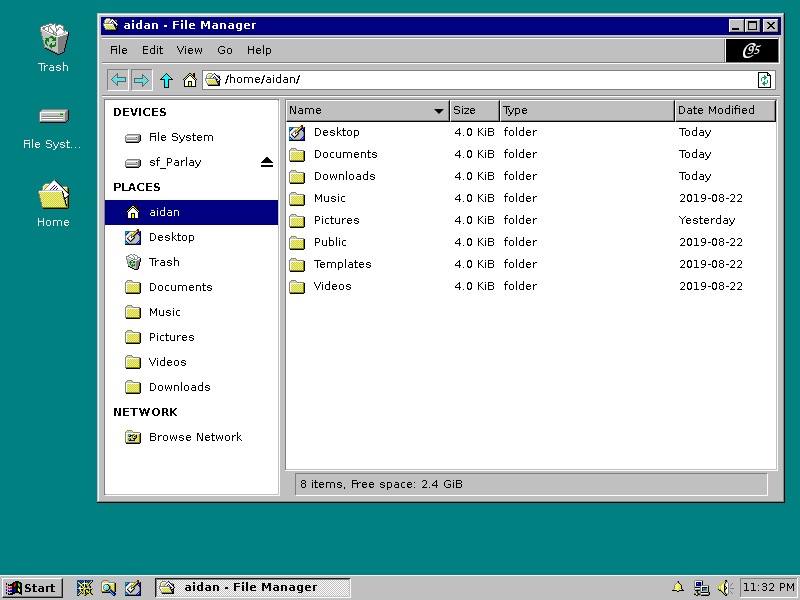 Trash
File Syst...
Home
aidan - File Manager
File Edit View Go Help
C95
/home/aidan/
DEVICES
File System
sf_Parlay
PLACES
aidan
Desktop
Trash
Documents
Music
Pictures
Videos
Downloads
NETWORK
Browse Network
Name Size Type Date Modified
Desktop 4.0 KiB folder Today
Documents 4.0 KiB folder Today
Downloads 4.0 KiB folder Today
Music 4.0 KiB folder 2019-08-22
Pictures 4.0 KiB folder Yesterday
Public 4.0 KiB folder 2019-08-22
Templates 4.0 KiB folder 2019-08-22
Videos 4.0 KiB folder 2019-08-22
8 items, Free space: 2.4 GiB
Start aidan - File Manager 11:32 PM